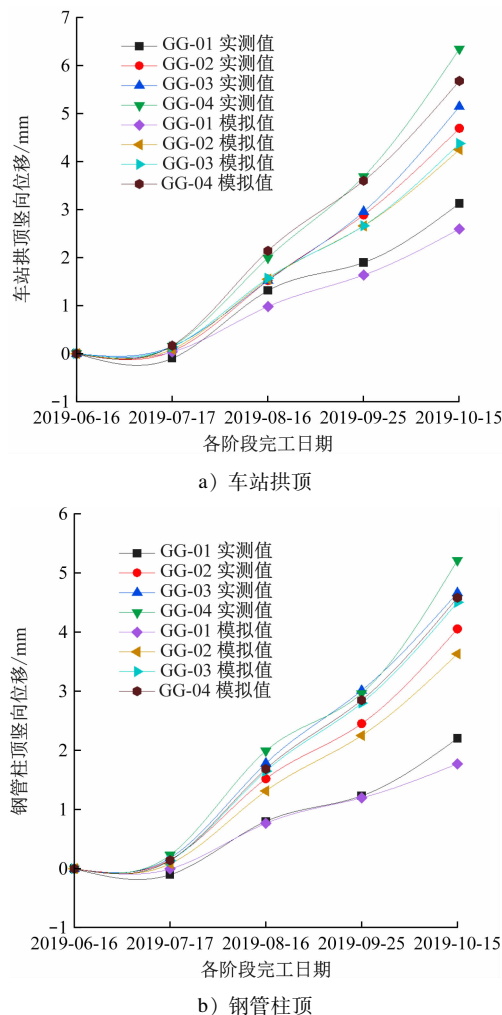 6
GG-01 实测值
GG-02 实测值
GG-03 实测值
GG-04 实测值
GG-01 模拟值
GG-02 模拟值
GG-03 模拟值
GG-04 模拟值
7
5
4
3
2
1
0
−1
车站拱顶竖向位移/mm
2019-06-16 2019-07-17 2019-08-16 2019-09-25 2019-10-15
各阶段完工日期
a）车站拱顶
6
GG-01 实测值
GG-02 实测值
GG-03 实测值
GG-04 实测值
GG-01 模拟值
GG-02 模拟值
GG-03 模拟值
GG-04 模拟值
5
4
3
2
1
0
−1
钢管柱顶竖向位移/mm
2019-06-16 2019-07-17 2019-08-16 2019-09-25 2019-10-15
各阶段完工日期
b）钢管柱顶